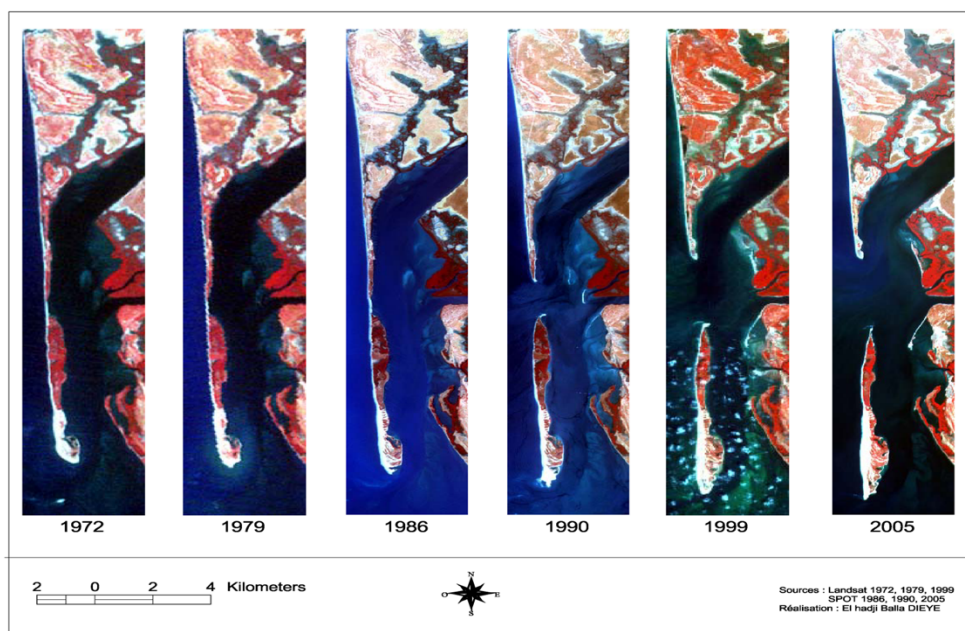 1972
1979
1986
1990
1999
2005
2 0 2 4 Kilometers
N
O E
S
Sources : Landsat 1972, 1979, 1999
SPOT 1986, 1990, 2005
Réalisation : El hadji Balla DIEYE